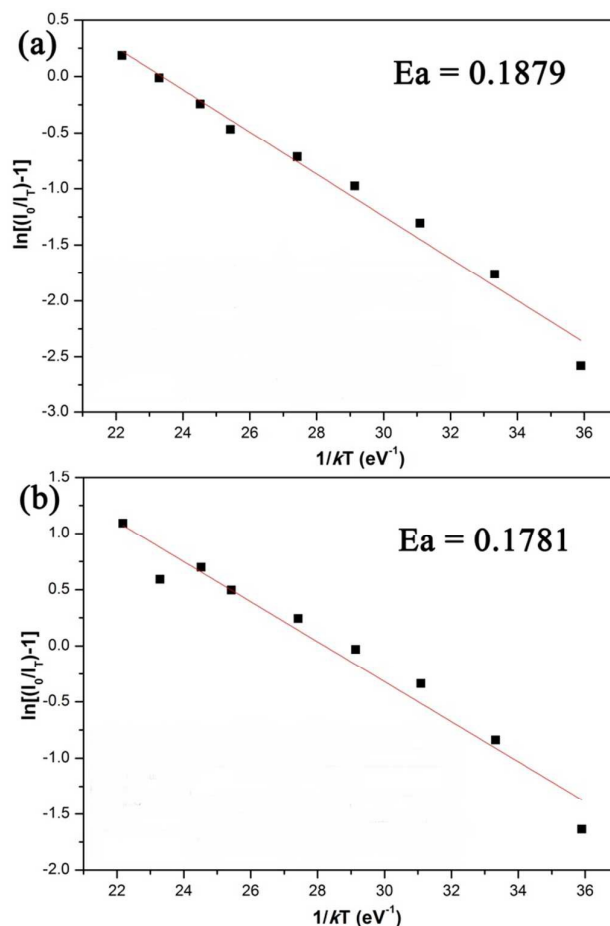 (a)
Ea = 0.1879
0.5
0.0
-0.5
-1.0
-1.5
-2.0
-2.5
-3.0
ln[(I₀/I_T)-1]
22 24 26 28 30 32 34 36
1/kT (eV⁻¹)
(b)
Ea = 0.1781
1.5
1.0
0.5
0.0
-0.5
-1.0
-1.5
-2.0
ln[(I₀/I_T)-1]
22 24 26 28 30 32 34 36
1/kT (eV⁻¹)